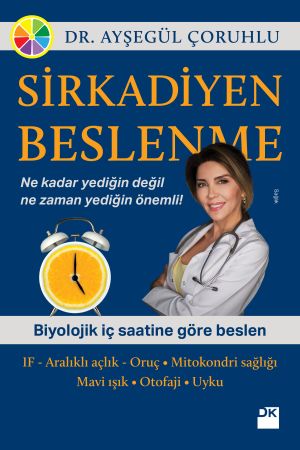 DR. AYŞEGÜL ÇORUHLU
SİRKADİYEN
BESLENME
Ne kadar yediğin değil
ne zaman yediğin önemli!
Sağlık
Biyolojik iç saatine göre beslen
IF - Aralıklı açlık - Oruç • Mitokondri sağlığı
Mavi ışık • Otofaji • Uyku
DK